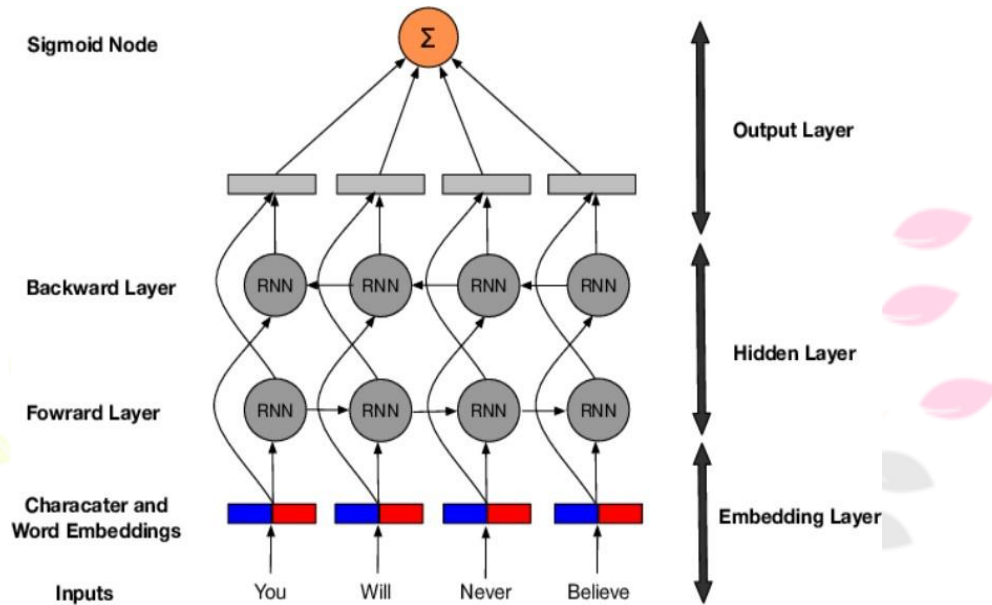 Sigmoid Node
Σ
Output Layer
Backward Layer
RNN RNN RNN RNN
Hidden Layer
Fowrard Layer
RNN RNN RNN RNN
Characater and
Word Embeddings
Embedding Layer
Inputs
You Will Never Believe